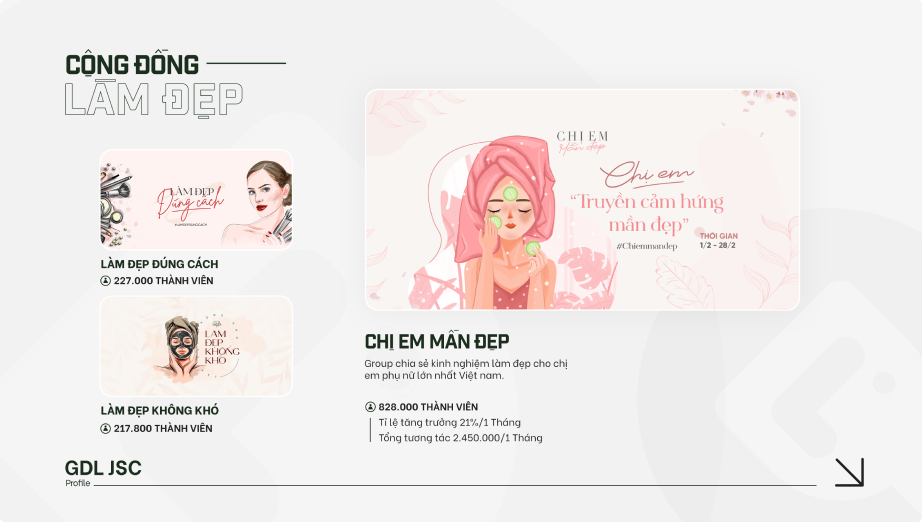 CỘNG ĐỒNG
LÀM ĐẸP
LÀM ĐẸP
Đúng cách
#LAMDEPDUNGCACH
LÀM ĐẸP ĐÚNG CÁCH
227.000 THÀNH VIÊN
LÀM
ĐẸP
KHÔNG
KHÓ
LÀM ĐẸP KHÔNG KHÓ
217.800 THÀNH VIÊN
CHỊ EM
Mẩn đẹp
Chị em
“Truyền cảm hứng
mần đẹp”
#Chiemmandep
THỜI GIAN
1/2 - 28/2
CHỊ EM MẦN ĐẸP
Group chia sẻ kinh nghiệm làm đẹp cho chị
em phụ nữ lớn nhất Việt nam.
828.000 THÀNH VIÊN
Tỉ lệ tăng trưởng 21%/1 Tháng
Tổng tương tác 2.450.000/1 Tháng
GDL JSC
Profile